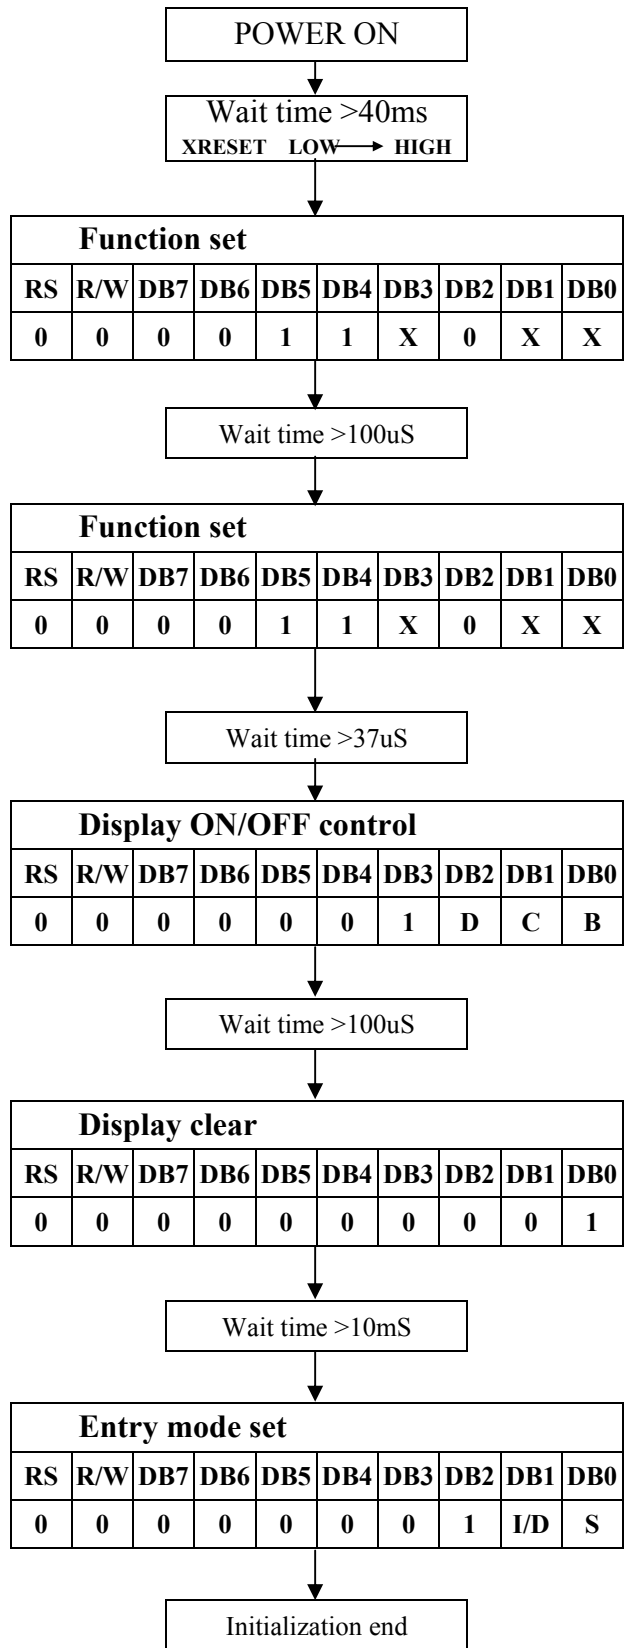 POWER ON
Wait time >40ms
XRESET LOW HIGH
Function set
RS R/W DB7 DB6 DB5 DB4 DB3 DB2 DB1 DB0
0 0 0 0 1 1 X 0 X X
Wait time >100uS
Function set
RS R/W DB7 DB6 DB5 DB4 DB3 DB2 DB1 DB0
0 0 0 0 1 1 X 0 X X
Wait time >37uS
Display ON/OFF control
RS R/W DB7 DB6 DB5 DB4 DB3 DB2 DB1 DB0
0 0 0 0 0 0 1 D C B
Wait time >100uS
Display clear
RS R/W DB7 DB6 DB5 DB4 DB3 DB2 DB1 DB0
0 0 0 0 0 0 0 0 0 1
Wait time >10mS
Entry mode set
RS R/W DB7 DB6 DB5 DB4 DB3 DB2 DB1 DB0
0 0 0 0 0 0 0 1 I/D S
Initialization end